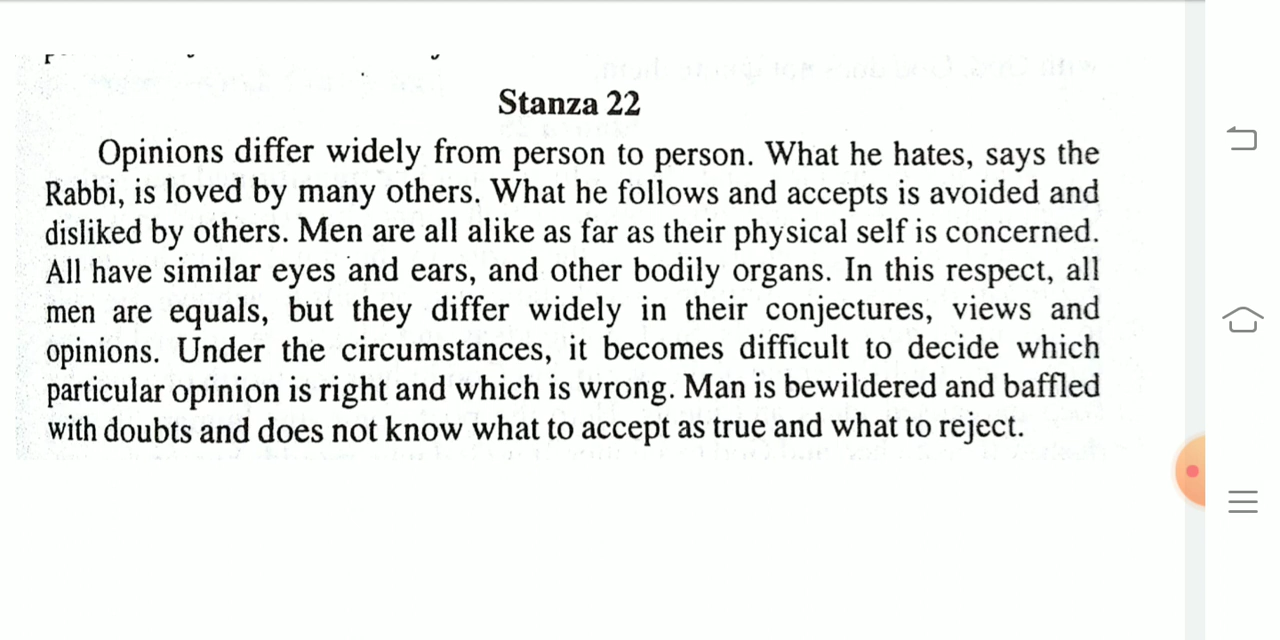 Stanza 22
Opinions differ widely from person to person. What he hates, says the
Rabbi, is loved by many others. What he follows and accepts is avoided and
disliked by others. Men are all alike as far as their physical self is concerned.
All have similar eyes and ears, and other bodily organs. In this respect, all
men are equals, but they differ widely in their conjectures, views and
opinions. Under the circumstances, it becomes difficult to decide which
particular opinion is right and which is wrong. Man is bewildered and baffled
with doubts and does not know what to accept as true and what to reject.